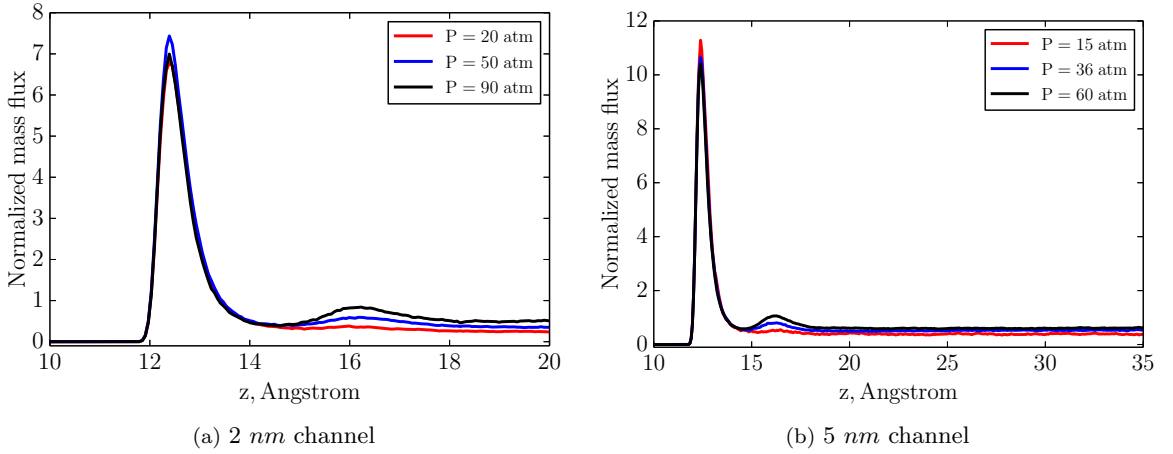 8
7
6
5
4
3
2
1
0
Normalized mass flux
P = 20 atm
P = 50 atm
P = 90 atm
10 12 14 16 18 20
z, Angstrom
(a) 2 nm channel
12
10
8
6
4
2
0
Normalized mass flux
P = 15 atm
P = 36 atm
P = 60 atm
10 15 20 25 30 35
z, Angstrom
(b) 5 nm channel